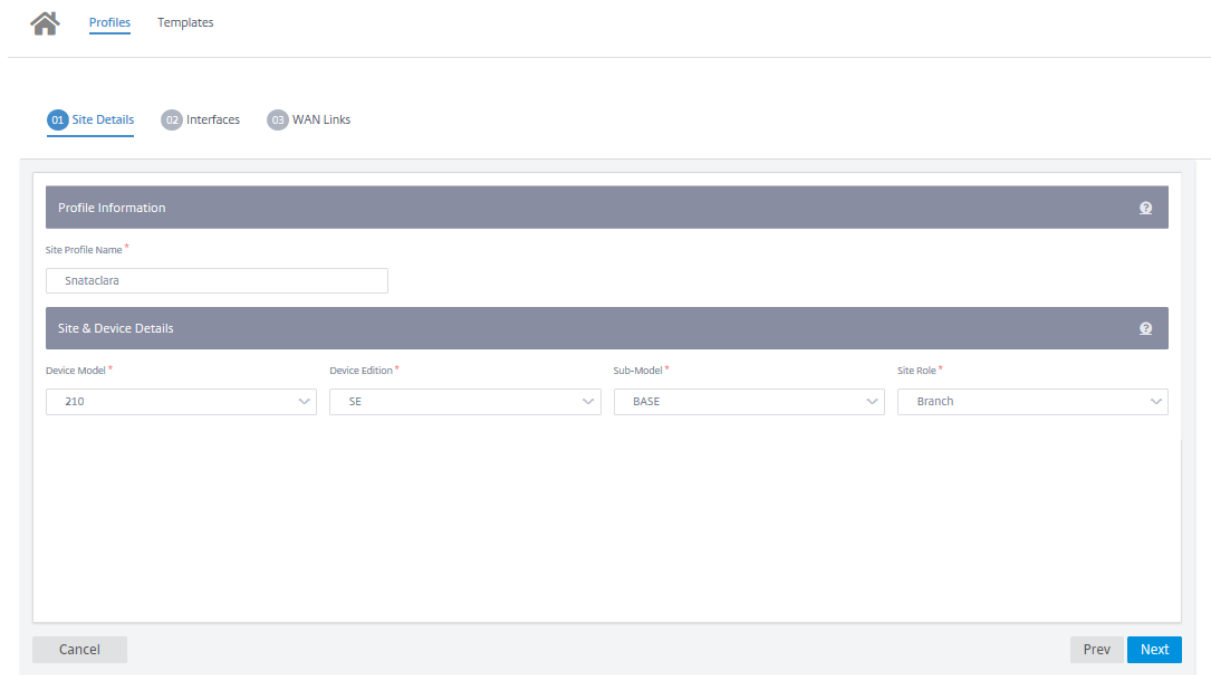 Profiles Templates
01 Site Details 02 Interfaces 03 WAN Links
Profile Information
Site Profile Name *
Snataclara
Site & Device Details
Device Model * Device Edition * Sub-Model * Site Role *
210 SE BASE Branch
Cancel Prev Next